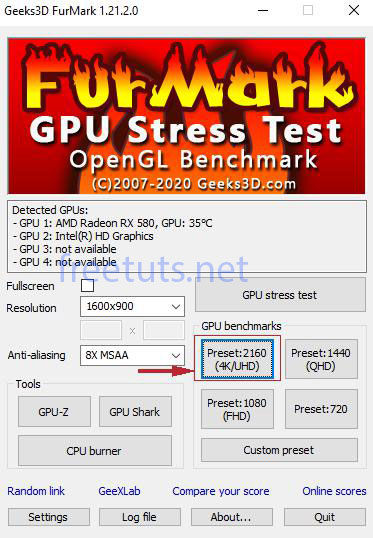 Geeks3D FurMark 1.21.2.0
FurMark
GPU Stress Test
OpenGL Benchmark
(C)2007-2020 Geeks3D.com
Detected GPUs:
- GPU 1: AMD Radeon RX 580, GPU: 35°C
- GPU 2: Intel(R) HD Graphics
- GPU 3: not available
- GPU 4: not available
freetuts.net
Fullscreen
Resolution
1600x900
x
Anti-aliasing
8X MSAA
GPU stress test
GPU benchmarks
Preset:2160
(4K/UHD)
Preset:1440
(QHD)
Preset:1080
(FHD)
Preset:720
Custom preset
Tools
GPU-Z
GPU Shark
CPU burner
Random link
GeeXLab
Compare your score
Online scores
Settings
Log file
About...
Quit